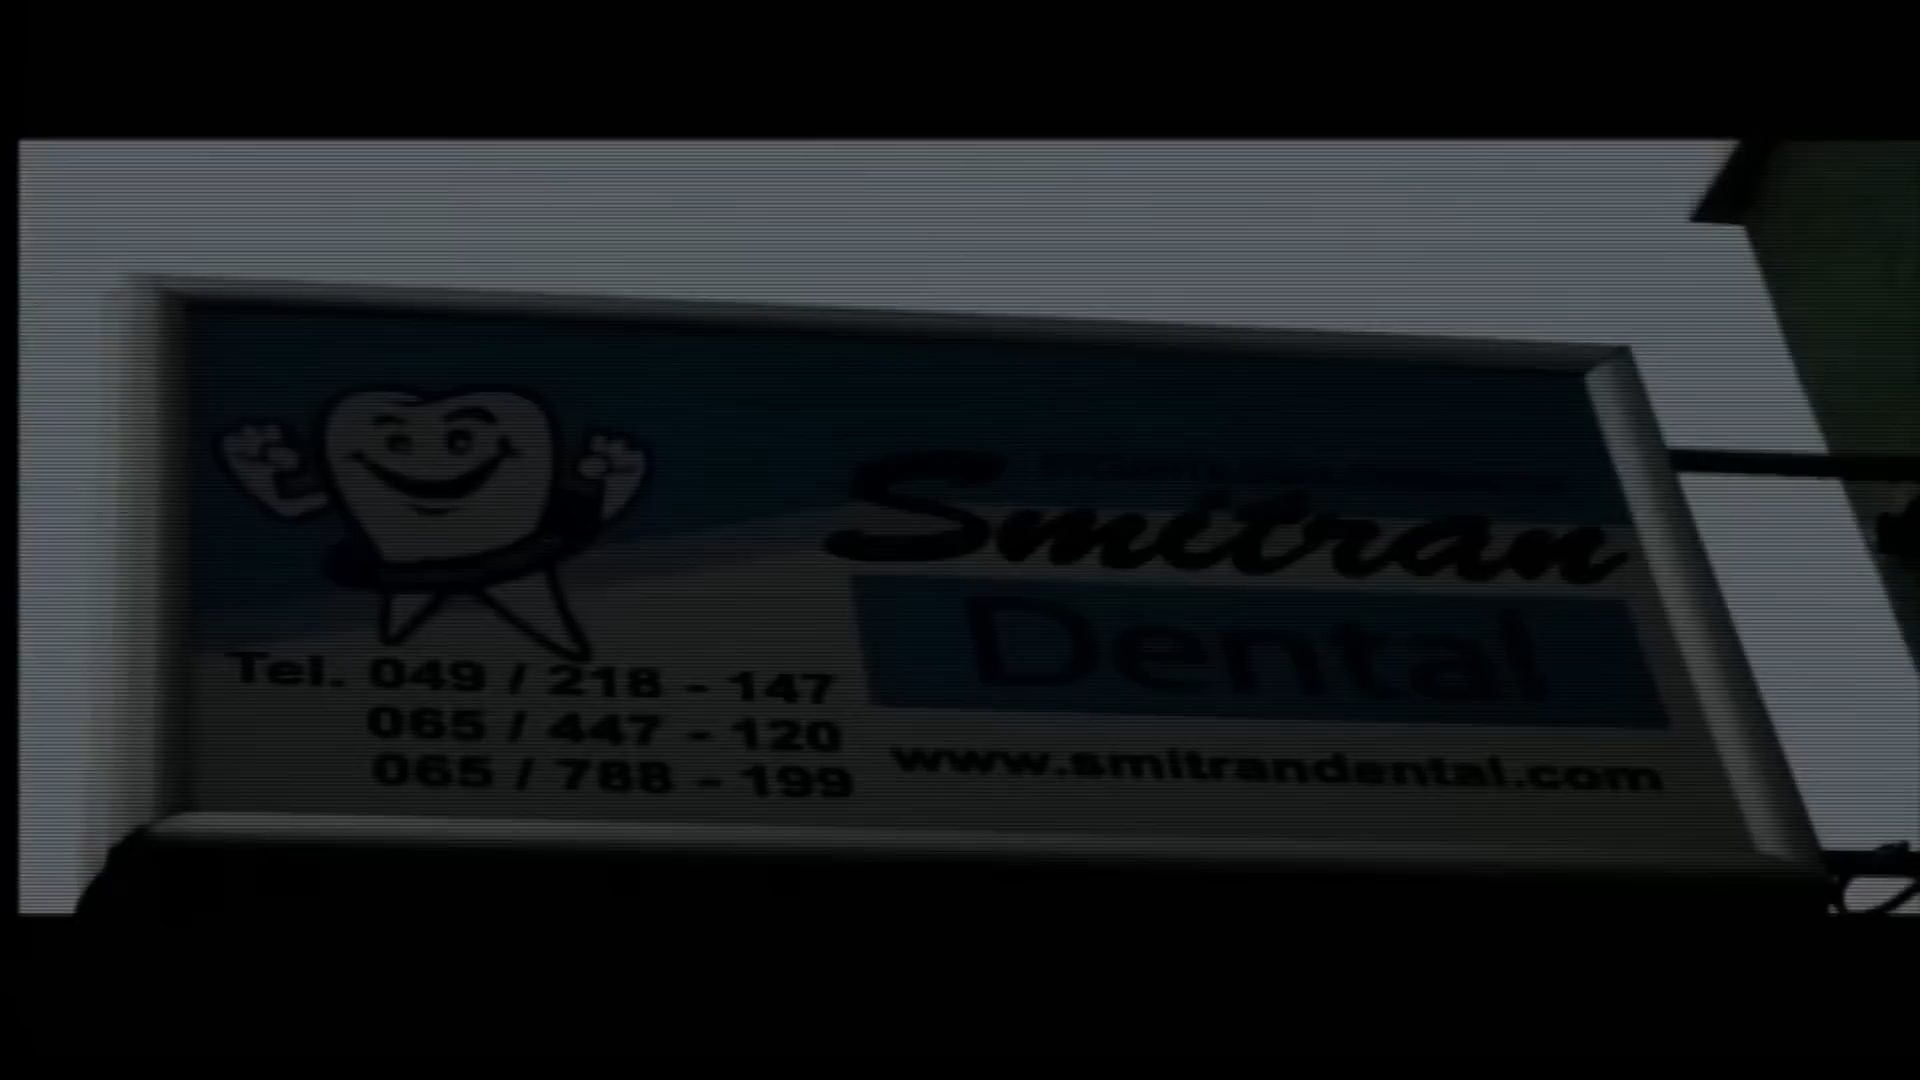 Smitran
Dental
Tel. 049 / 218 - 147
065 / 447 - 120
065 / 788 - 199
www.smitrandental.com